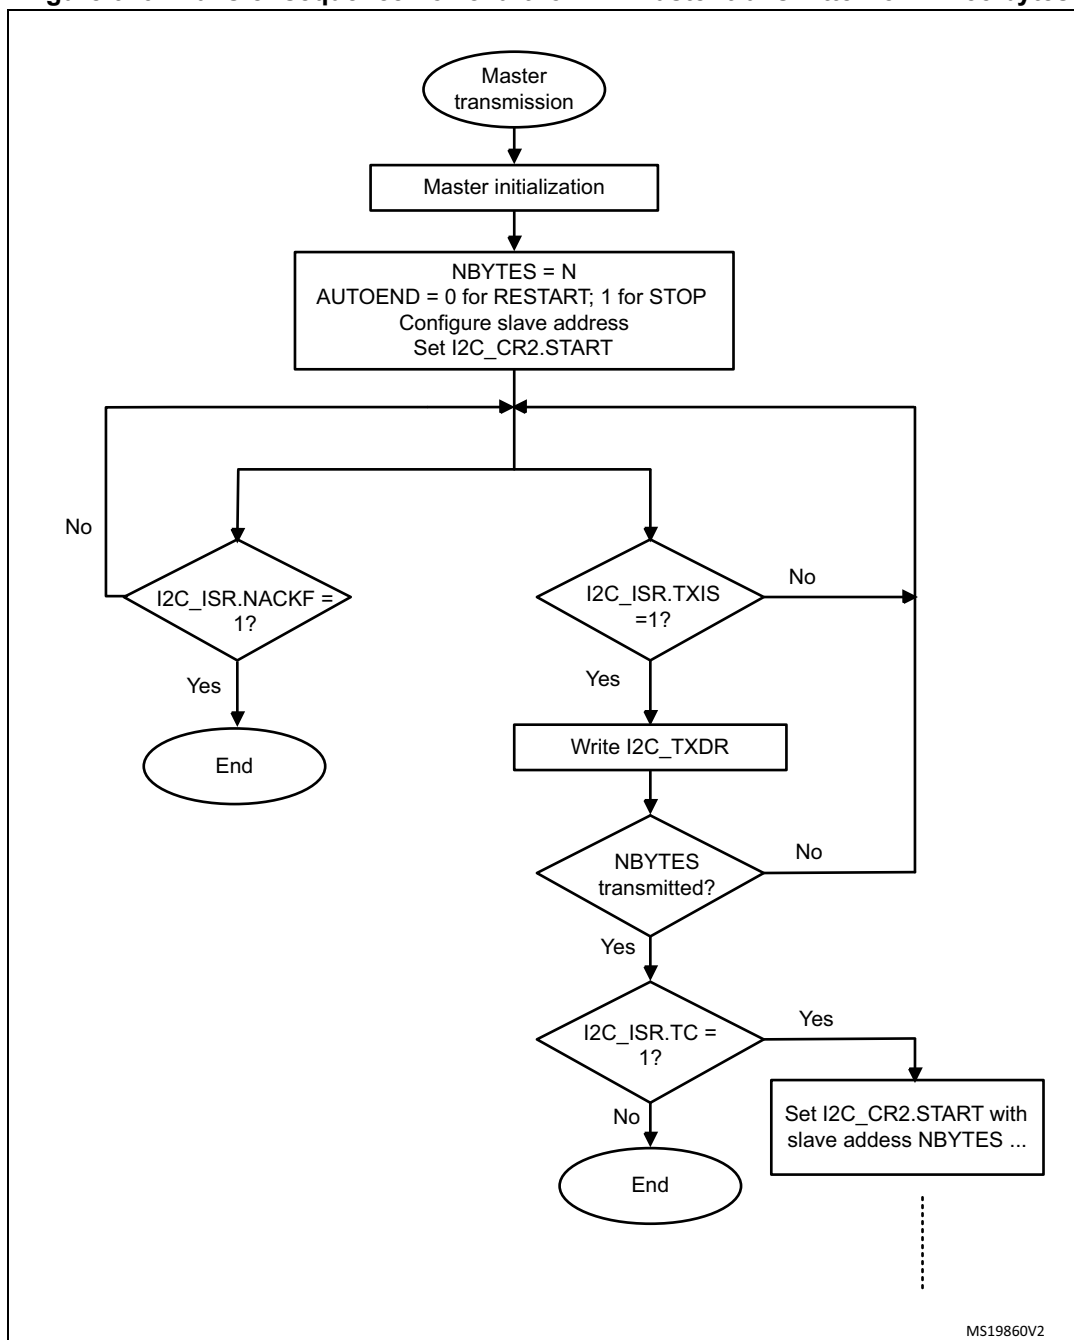 Master
transmission
Master initialization
NBYTES = N
AUTOEND = 0 for RESTART; 1 for STOP
Configure slave address
Set I2C_CR2.START
No
I2C_ISR.NACKF =
1?
Yes
End
I2C_ISR.TXIS
=1?
No
Yes
Write I2C_TXDR
NBYTES
transmitted?
No
Yes
I2C_ISR.TC =
1?
Yes
No
Set I2C_CR2.START with
slave addess NBYTES ...
End
MS19860V2